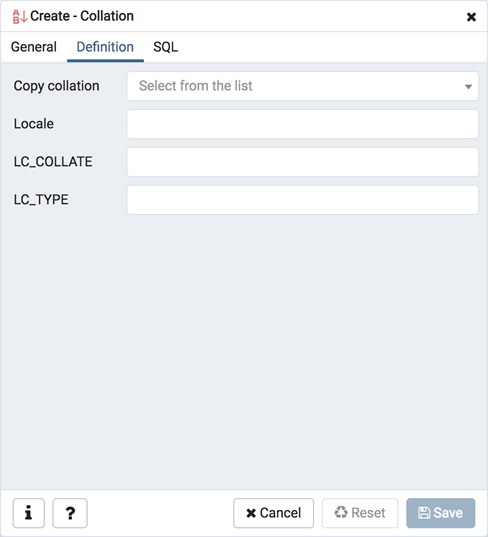 Create - Collation
General Definition SQL
Copy collation Select from the list
Locale
LC_COLLATE
LC_TYPE
i ? Cancel Reset Save